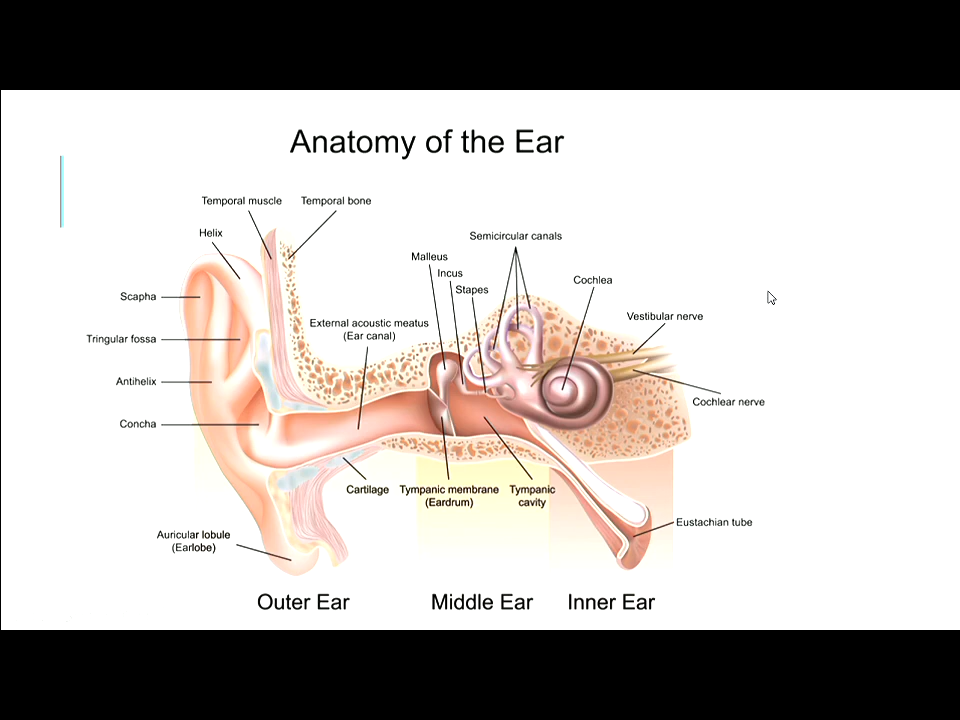 Anatomy of the Ear
Temporal muscle
Temporal bone
Helix
Semicircular canals
Malleus
Incus
Stapes
Cochlea
Scapha
Vestibular nerve
External acoustic meatus
(Ear canal)
Tringular fossa
Antihelix
Cochlear nerve
Concha
Cartilage
Tympanic membrane
(Eardrum)
Tympanic
cavity
Eustachian tube
Auricular lobule
(Earlobe)
Outer Ear
Middle Ear
Inner Ear